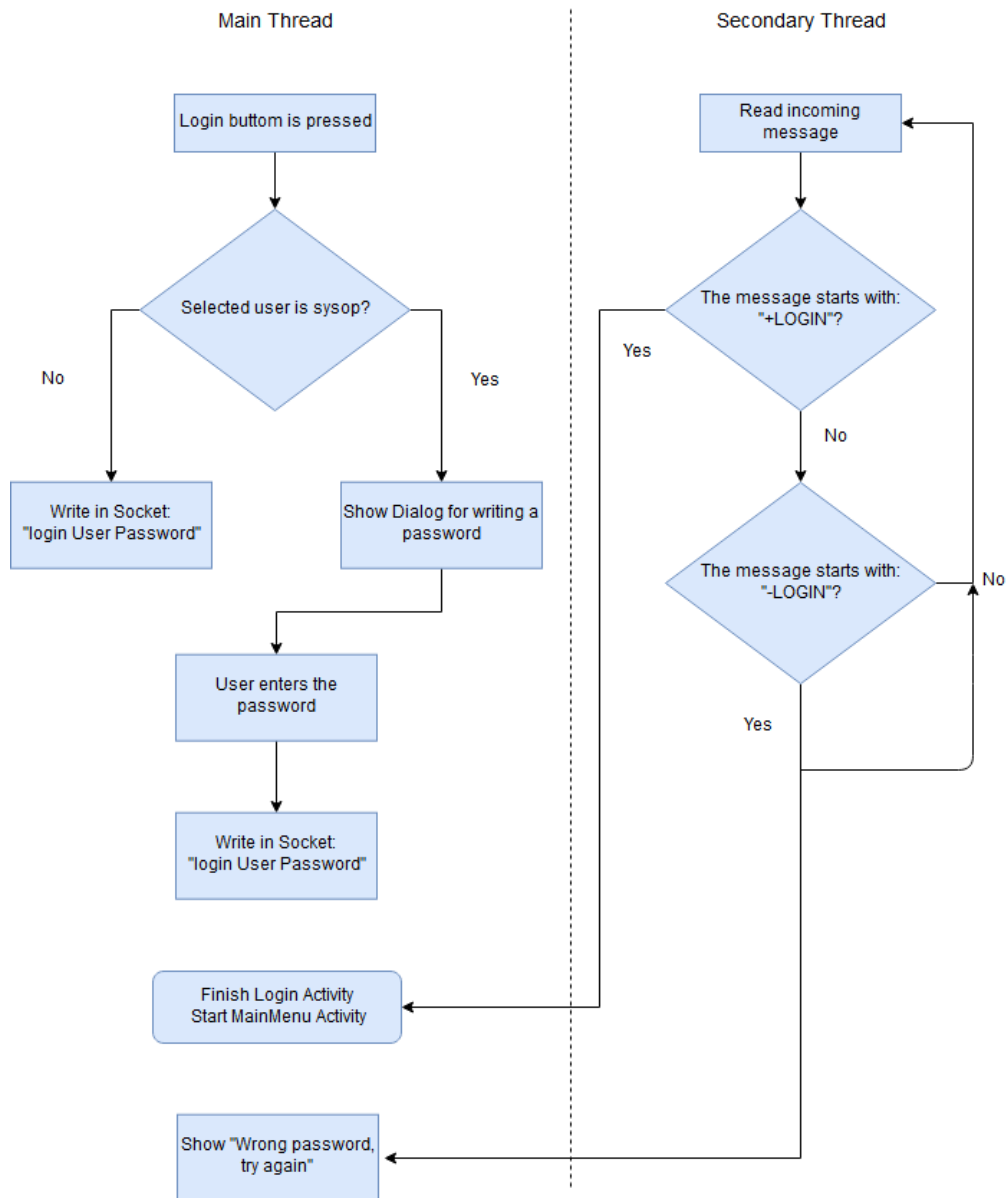 Main Thread
Secondary Thread
Login buttom is pressed
Read incoming
message
Selected user is sysop?
The message starts with:
"+LOGIN"?
No
Yes
Yes
No
Write in Socket:
"login User Password"
Show Dialog for writing a
password
The message starts with:
"-LOGIN"?
No
User enters the
password
Yes
Write in Socket:
"login User Password"
Finish Login Activity
Start MainMenu Activity
Show "Wrong password,
try again"